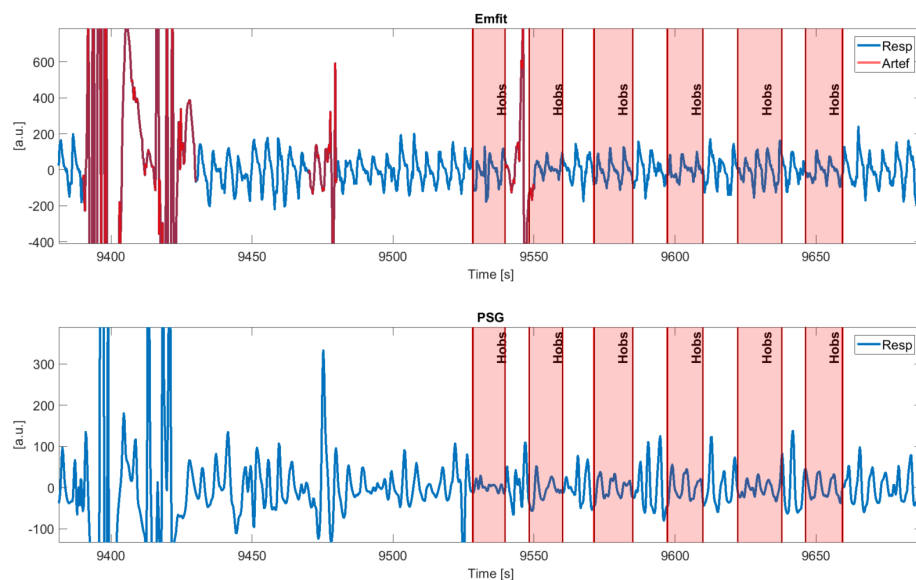 Emfit
600
400
200
0
-200
-400
[a.u.]
Resp
Artef
Hobs
Hobs
Hobs
Hobs
Hobs
Hobs
9400
9450
9500
9550
9600
9650
Time [s]
PSG
300
200
100
0
-100
[a.u.]
Resp
Hobs
Hobs
Hobs
Hobs
Hobs
Hobs
9400
9450
9500
9550
9600
9650
Time [s]